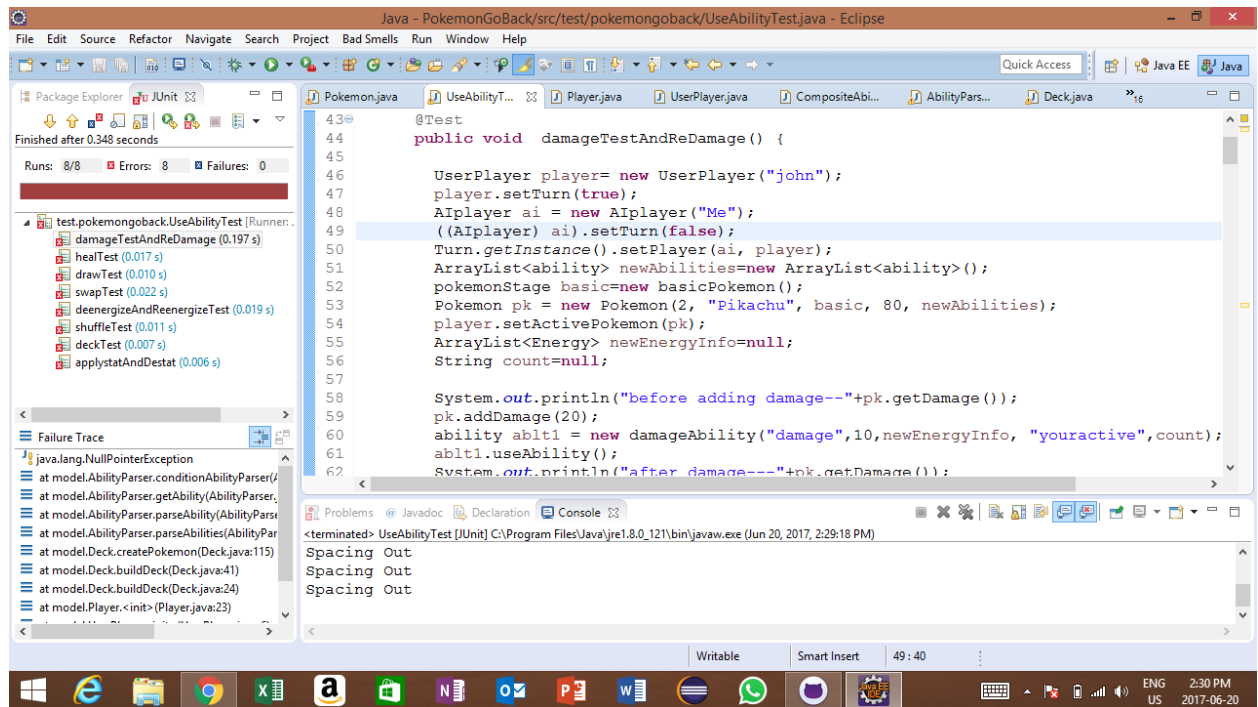 Java - PokemonGoBack/src/test/pokemongoback/UseAbilityTest.java - Eclipse
File Edit Source Refactor Navigate Search Project Bad Smells Run Window Help
Quick Access Java EE Java
Package Explorer JUnit
Finished after 0.348 seconds
Runs: 8/8 Errors: 8 Failures: 0
test.pokemongoback.UseAbilityTest [Runner:
damageTestAndReDamage (0.197 s)
healTest (0.017 s)
drawTest (0.010 s)
swapTest (0.022 s)
deenergizeAndReenergizeTest (0.019 s)
shuffleTest (0.011 s)
deckTest (0.007 s)
applystatAndDestat (0.006 s)
Failure Trace
java.lang.NullPointerException
at model.AbilityParser.conditionAbilityParser(A
at model.AbilityParser.getAbility(AbilityParser.
at model.AbilityParser.parseAbility(AbilityParse
at model.AbilityParser.parseAbilities(AbilityPar
at model.Deck.createPokemon(Deck.java:115)
at model.Deck.buildDeck(Deck.java:41)
at model.Deck.buildDeck(Deck.java:24)
at model.Player.<init>(Player.java:23)
Pokemon.java UseAbilityT... Player.java UserPlayer.java CompositeAbi... AbilityPars... Deck.java »16
43 @Test
44 public void damageTestAndReDamage() {
45
46 UserPlayer player= new UserPlayer("john");
47 player.setTurn(true);
48 AIplayer ai = new AIplayer("Me");
49 ((AIplayer) ai).setTurn(false);
50 Turn.getInstance().setPlayer(ai, player);
51 ArrayList<ability> newAbilities=new ArrayList<ability>();
52 pokemonStage basic=new basicPokemon();
53 Pokemon pk = new Pokemon(2, "Pikachu", basic, 80, newAbilities);
54 player.setActivePokemon(pk);
55 ArrayList<Energy> newEnergyInfo=null;
56 String count=null;
57
58 System.out.println("before adding damage--"+pk.getDamage());
59 pk.addDamage(20);
60 ability ablt1 = new damageAbility("damage",10,newEnergyInfo, "youractive",count);
61 ablt1.useAbility();
62 System.out.println("after damage---"+pk.getDamage());
Problems @ Javadoc Declaration Console
<terminated> UseAbilityTest [JUnit] C:\Program Files\Java\jre1.8.0_121\bin\javaw.exe (Jun 20, 2017, 2:29:18 PM)
Spacing Out
Spacing Out
Spacing Out
Writable Smart Insert 49 : 40
ENG 2:30 PM
US 2017-06-20